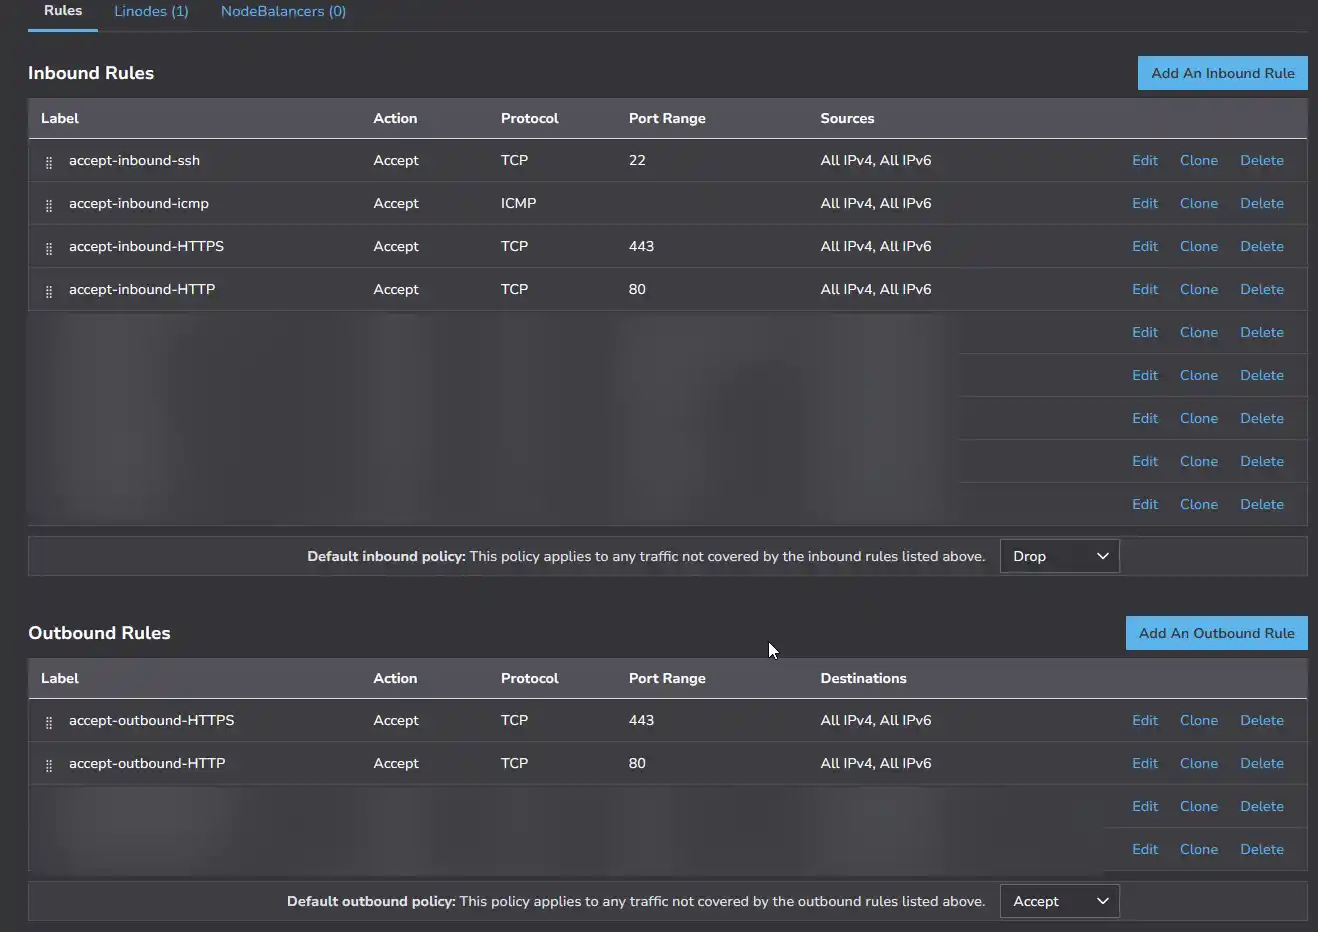 Rules Linodes (1) NodeBalancers (0)
Inbound Rules Add An Inbound Rule
Label Action Protocol Port Range Sources
accept-inbound-ssh Accept TCP 22 All IPv4, All IPv6 Edit Clone Delete
accept-inbound-icmp Accept ICMP All IPv4, All IPv6 Edit Clone Delete
accept-inbound-HTTPS Accept TCP 443 All IPv4, All IPv6 Edit Clone Delete
accept-inbound-HTTP Accept TCP 80 All IPv4, All IPv6 Edit Clone Delete
Edit Clone Delete
Edit Clone Delete
Edit Clone Delete
Edit Clone Delete
Edit Clone Delete
Default inbound policy: This policy applies to any traffic not covered by the inbound rules listed above. Drop
Outbound Rules Add An Outbound Rule
Label Action Protocol Port Range Destinations
accept-outbound-HTTPS Accept TCP 443 All IPv4, All IPv6 Edit Clone Delete
accept-outbound-HTTP Accept TCP 80 All IPv4, All IPv6 Edit Clone Delete
Edit Clone Delete
Edit Clone Delete
Default outbound policy: This policy applies to any traffic not covered by the outbound rules listed above. Accept